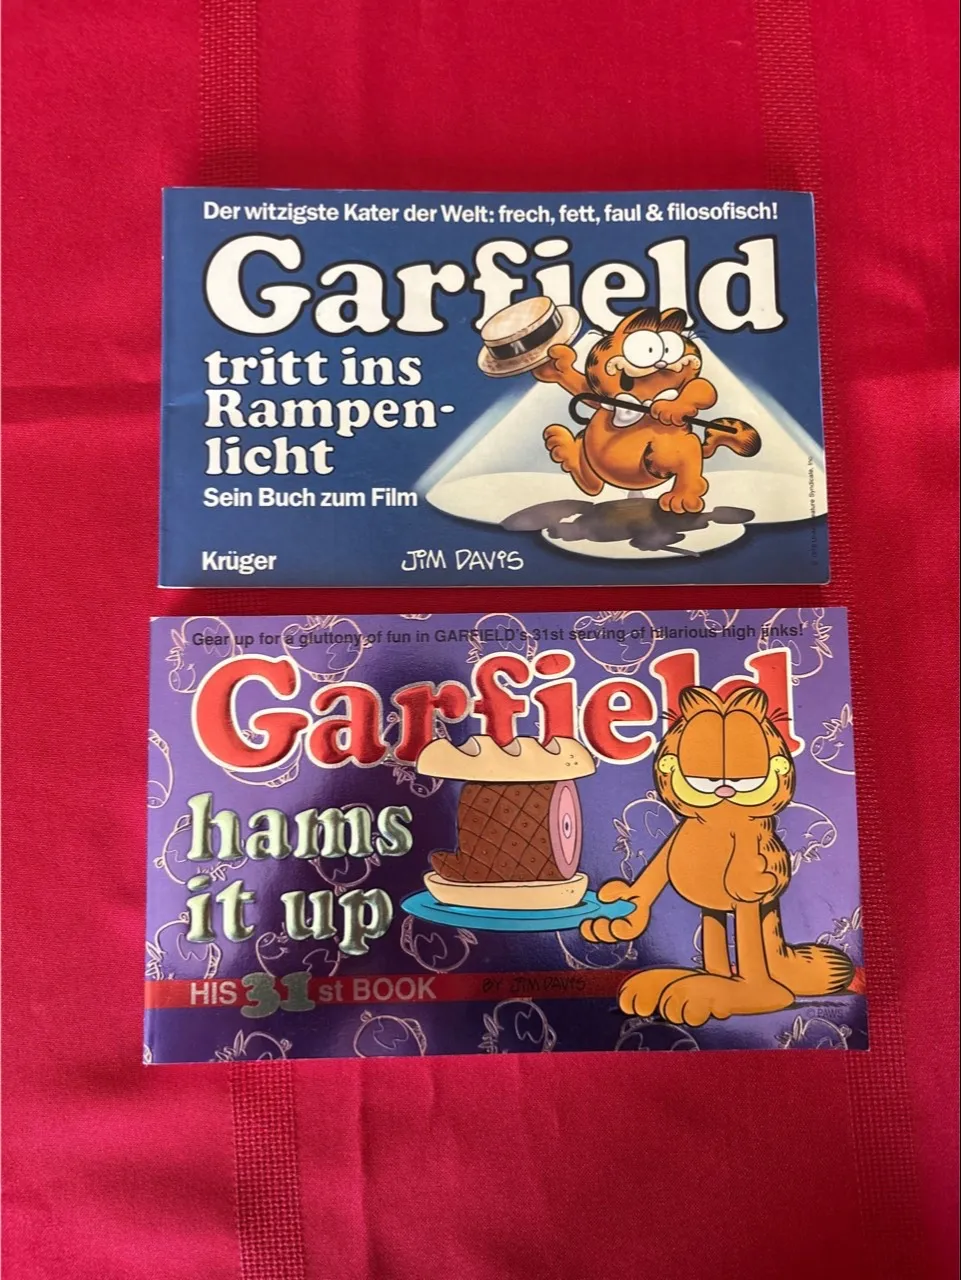 Der witzigste Kater der Welt: frech, fett, faul & filosofisch!
Garfield
tritt ins
Rampen-
licht
Sein Buch zum Film
Krüger
JIM DAVIS
Gear up for a gluttony of fun in GARFIELD's 31st serving of hilarious high jinks!
Garfield
hams
it up
HIS 31st BOOK
BY JIM DAVIS
© PAWS